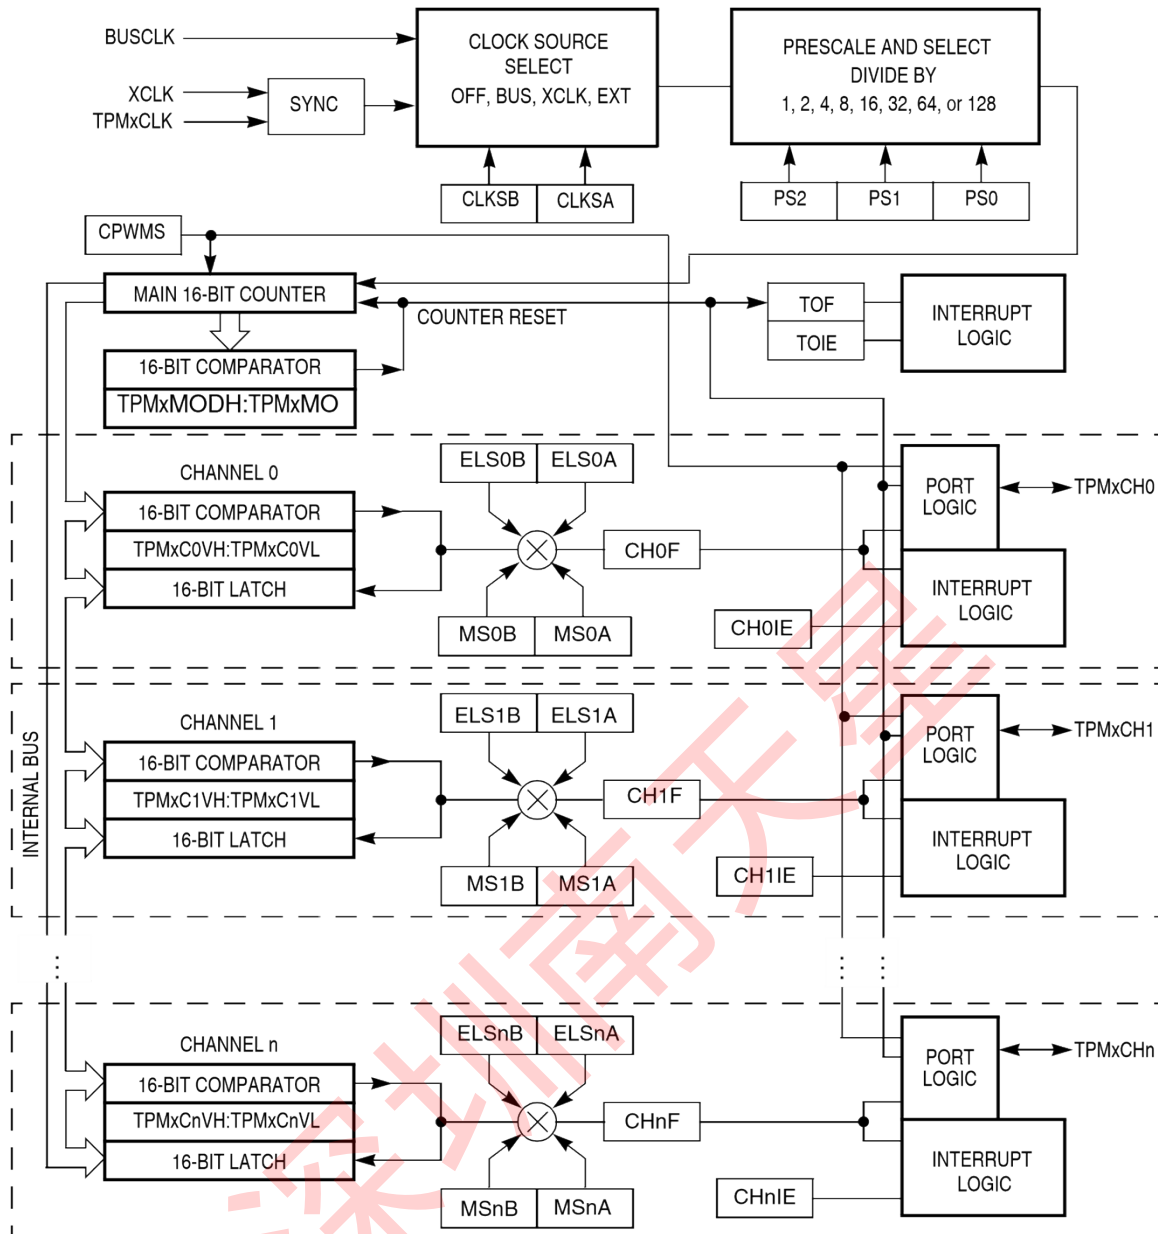 BUSCLK
XCLK
TPMxCLK
SYNC
CLOCK SOURCE
SELECT
OFF, BUS, XCLK, EXT
CLKSB
CLKSA
PRESCALE AND SELECT
DIVIDE BY
1, 2, 4, 8, 16, 32, 64, or 128
PS2
PS1
PS0
CPWMS
MAIN 16-BIT COUNTER
COUNTER RESET
16-BIT COMPARATOR
TPMxMODH:TPMxMO
TOF
TOIE
INTERRUPT
LOGIC
INTERNAL BUS
CHANNEL 0
16-BIT COMPARATOR
TPMxC0VH:TPMxC0VL
16-BIT LATCH
ELS0B
ELS0A
MS0B
MS0A
CH0F
CH0IE
PORT
LOGIC
INTERRUPT
LOGIC
TPMxCH0
CHANNEL 1
16-BIT COMPARATOR
TPMxC1VH:TPMxC1VL
16-BIT LATCH
ELS1B
ELS1A
MS1B
MS1A
CH1F
CH1IE
PORT
LOGIC
INTERRUPT
LOGIC
TPMxCH1
CHANNEL n
16-BIT COMPARATOR
TPMxCnVH:TPMxCnVL
16-BIT LATCH
ELSnB
ELSnA
MSnB
MSnA
CHnF
CHnIE
PORT
LOGIC
INTERRUPT
LOGIC
TPMxCHn
深圳南天星